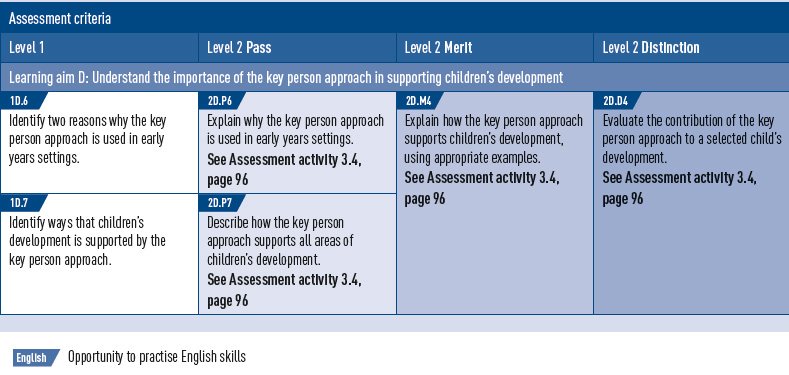 Assessment criteria
Level 1
Level 2 Pass
Level 2 Merit
Level 2 Distinction
Learning aim D: Understand the importance of the key person approach in supporting children's development
1D.6
Identify two reasons why the key
person approach is used in early
years settings.
2D.P6
Explain why the key person approach
is used in early years settings.
See Assessment activity 3.4,
page 96
2D.M4
Explain how the key person approach
supports children's development,
using appropriate examples.
See Assessment activity 3.4,
page 96
2D.D4
Evaluate the contribution of the key
person approach to a selected child's
development.
See Assessment activity 3.4,
page 96
1D.7
Identify ways that children's
development is supported by the
key person approach.
2D.P7
Describe how the key person
approach supports all areas of
children's development.
See Assessment activity 3.4,
page 96
English
Opportunity to practise English skills